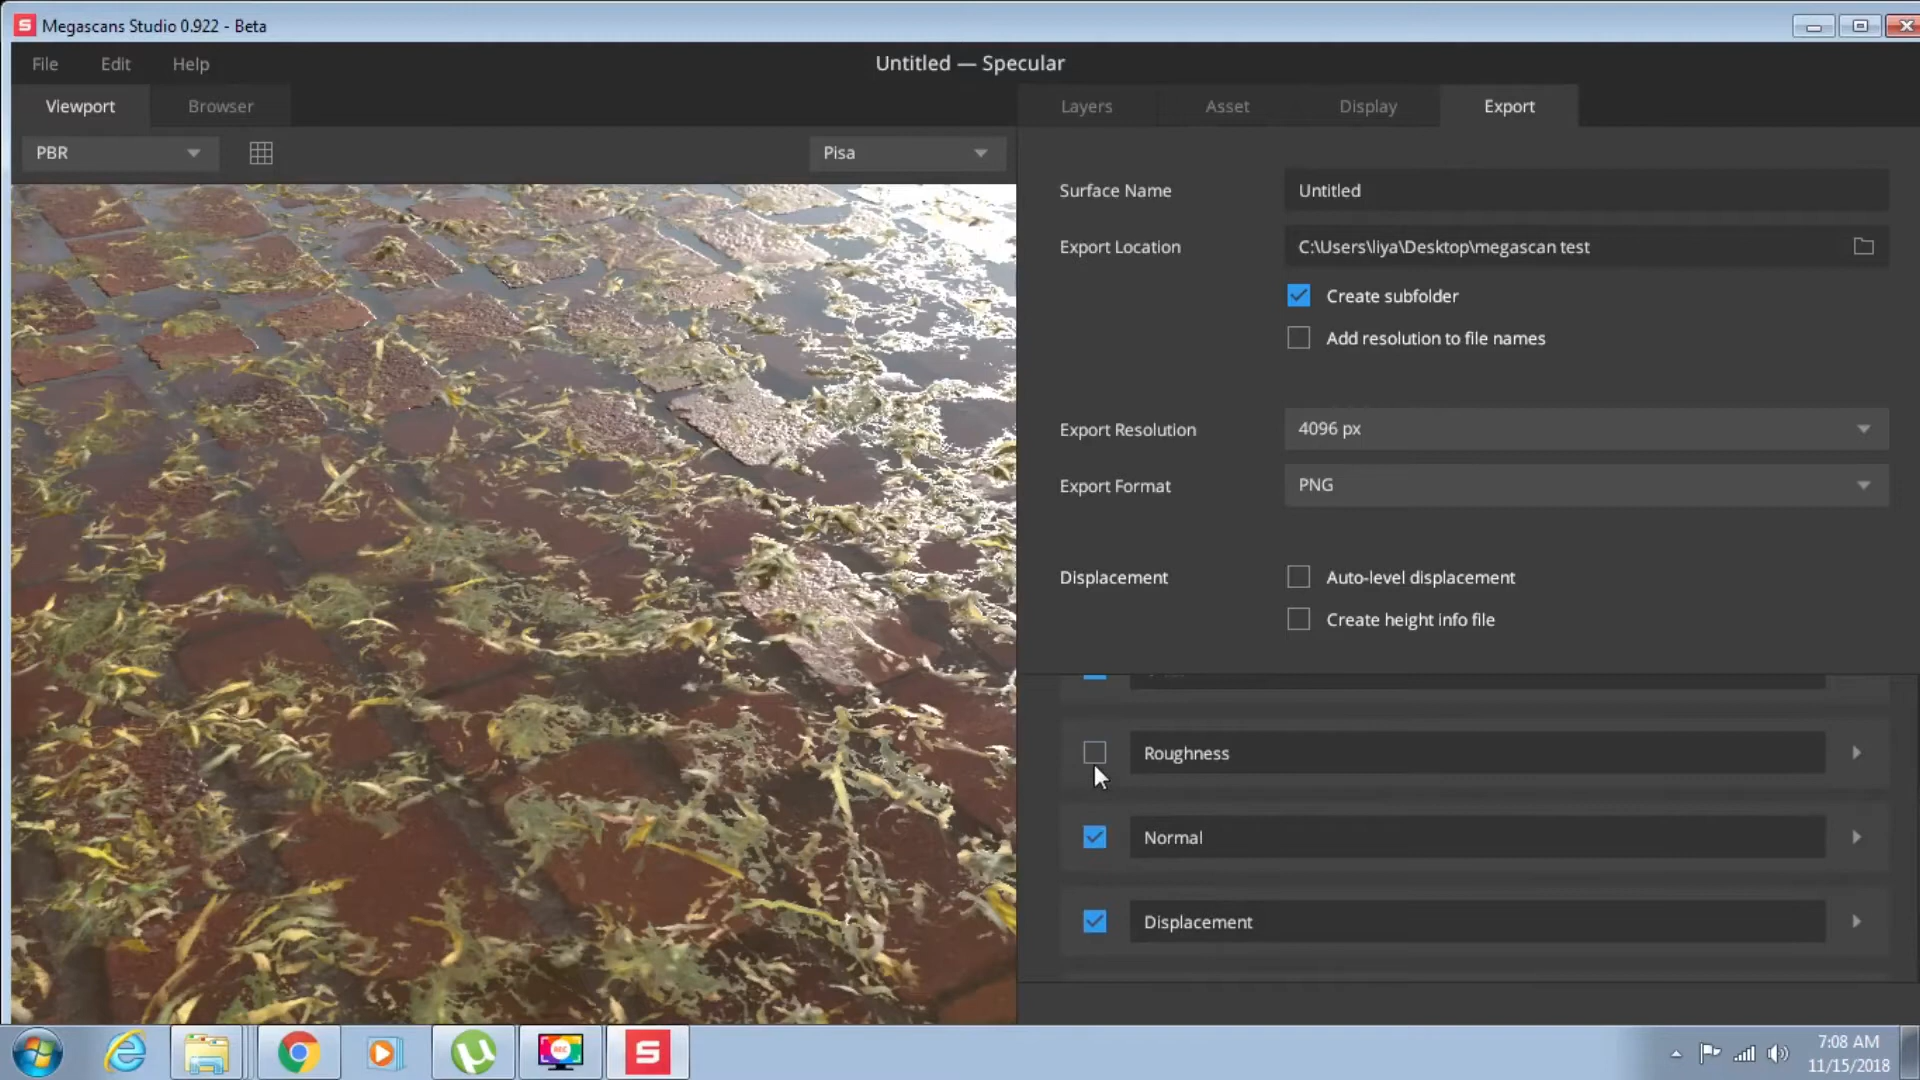 Megascans Studio 0.922 - Beta
File Edit Help
Untitled — Specular
Viewport Browser
Layers Asset Display Export
PBR
Pisa
Surface Name Untitled
Export Location C:\Users\liya\Desktop\megascan test
Create subfolder
Add resolution to file names
Export Resolution 4096 px
Export Format PNG
Displacement Auto-level displacement
Create height info file
Roughness
Normal
Displacement
REC
7:08 AM
11/15/2018